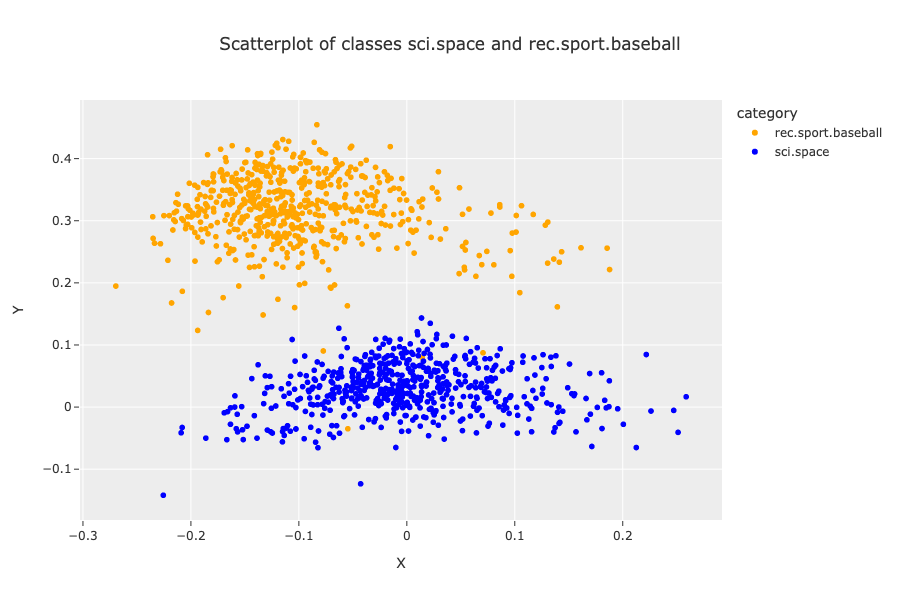 Scatterplot of classes sci.space and rec.sport.baseball
category
rec.sport.baseball
sci.space
Y
0.4
0.3
0.2
0.1
0
−0.1
−0.3
−0.2
−0.1
0
0.1
0.2
X